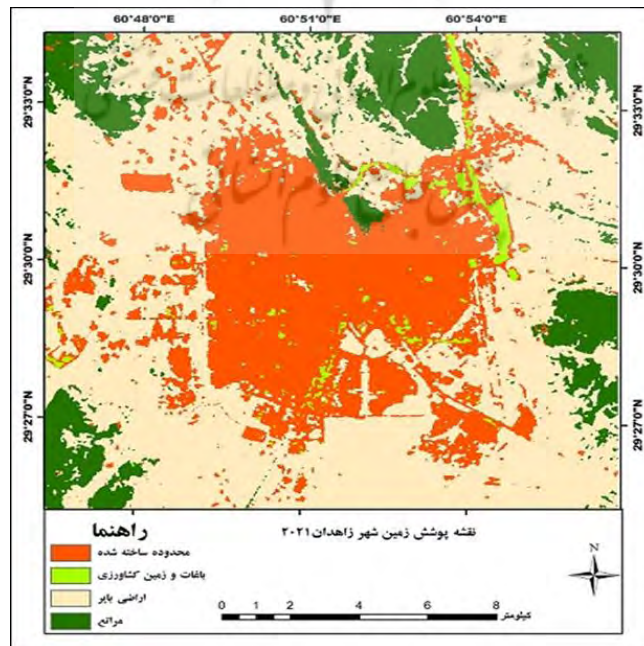 60°48'0"E 60°51'0"E 60°54'0"E
29°33'0"N 29°33'0"N
29°30'0"N 29°30'0"N
29°27'0"N 29°27'0"N
راهنما
نقشه پوشش زمین شهر زاهدان ۲۰۲۱
محدوده ساخته شده
باغات و زمین کشاورزی
اراضی بایر
مراتع
N
0 1 2 4 6 8
کیلومتر